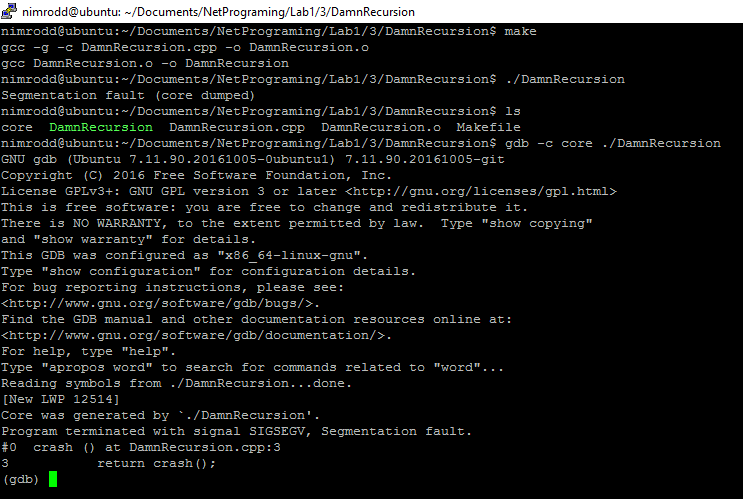 nimrodd@ubuntu: ~/Documents/NetPrograming/Lab1/3/DamnRecursion
nimrodd@ubuntu:~/Documents/NetPrograming/Lab1/3/DamnRecursion$ make
gcc -g -c DamnRecursion.cpp -o DamnRecursion.o
gcc DamnRecursion.o -o DamnRecursion
nimrodd@ubuntu:~/Documents/NetPrograming/Lab1/3/DamnRecursion$ ./DamnRecursion
Segmentation fault (core dumped)
nimrodd@ubuntu:~/Documents/NetPrograming/Lab1/3/DamnRecursion$ ls
core  DamnRecursion  DamnRecursion.cpp  DamnRecursion.o  Makefile
nimrodd@ubuntu:~/Documents/NetPrograming/Lab1/3/DamnRecursion$ gdb -c core ./DamnRecursion
GNU gdb (Ubuntu 7.11.90.20161005-0ubuntu1) 7.11.90.20161005-git
Copyright (C) 2016 Free Software Foundation, Inc.
License GPLv3+: GNU GPL version 3 or later <http://gnu.org/licenses/gpl.html>
This is free software: you are free to change and redistribute it.
There is NO WARRANTY, to the extent permitted by law.  Type "show copying"
and "show warranty" for details.
This GDB was configured as "x86_64-linux-gnu".
Type "show configuration" for configuration details.
For bug reporting instructions, please see:
<http://www.gnu.org/software/gdb/bugs/>.
Find the GDB manual and other documentation resources online at:
<http://www.gnu.org/software/gdb/documentation/>.
For help, type "help".
Type "apropos word" to search for commands related to "word"...
Reading symbols from ./DamnRecursion...done.
[New LWP 12514]
Core was generated by `./DamnRecursion'.
Program terminated with signal SIGSEGV, Segmentation fault.
#0  crash () at DamnRecursion.cpp:3
3           return crash();
(gdb)